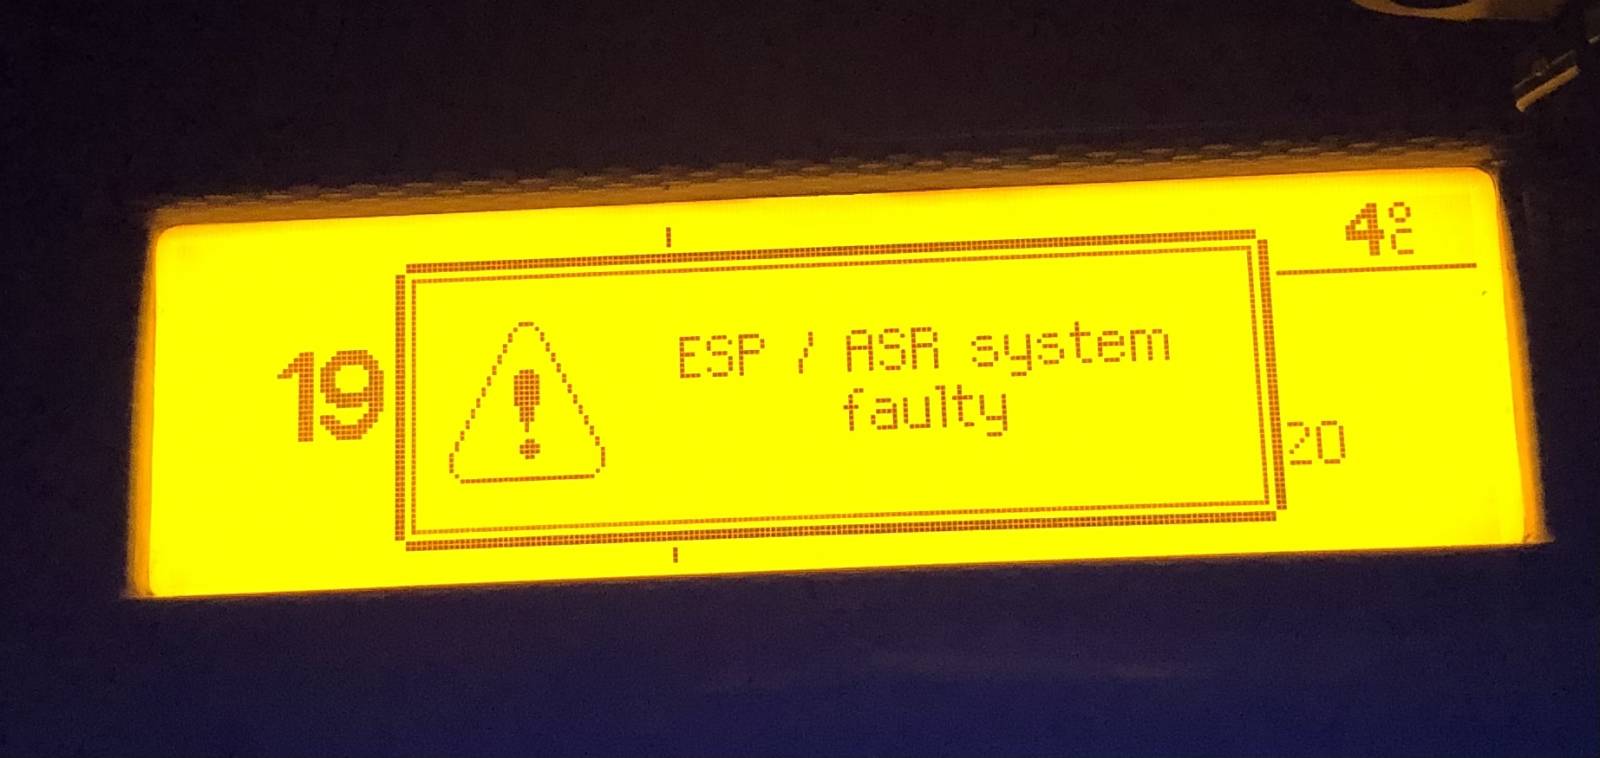 4°C
19
ESP / ASR system
faulty
20